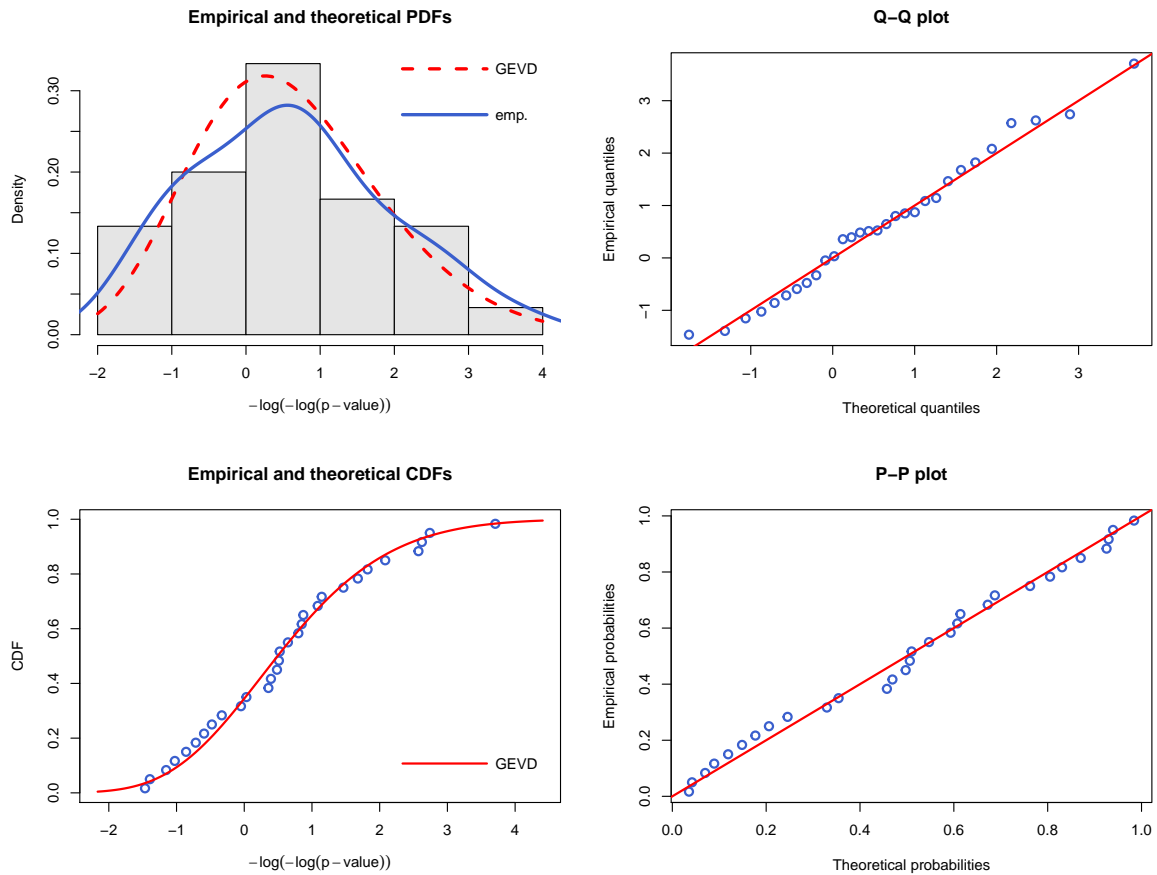 Empirical and theoretical PDFs
Density
0.00
0.10
0.20
0.30
GEVD
emp.
−2 −1 0 1 2 3 4
−log(−log(p−value))
Q−Q plot
Empirical quantiles
−1
0
1
2
3
−1 0 1 2 3
Theoretical quantiles
Empirical and theoretical CDFs
CDF
0.0
0.2
0.4
0.6
0.8
1.0
GEVD
−2 −1 0 1 2 3 4
−log(−log(p−value))
P−P plot
Empirical probabilities
0.0
0.2
0.4
0.6
0.8
1.0
0.0 0.2 0.4 0.6 0.8 1.0
Theoretical probabilities